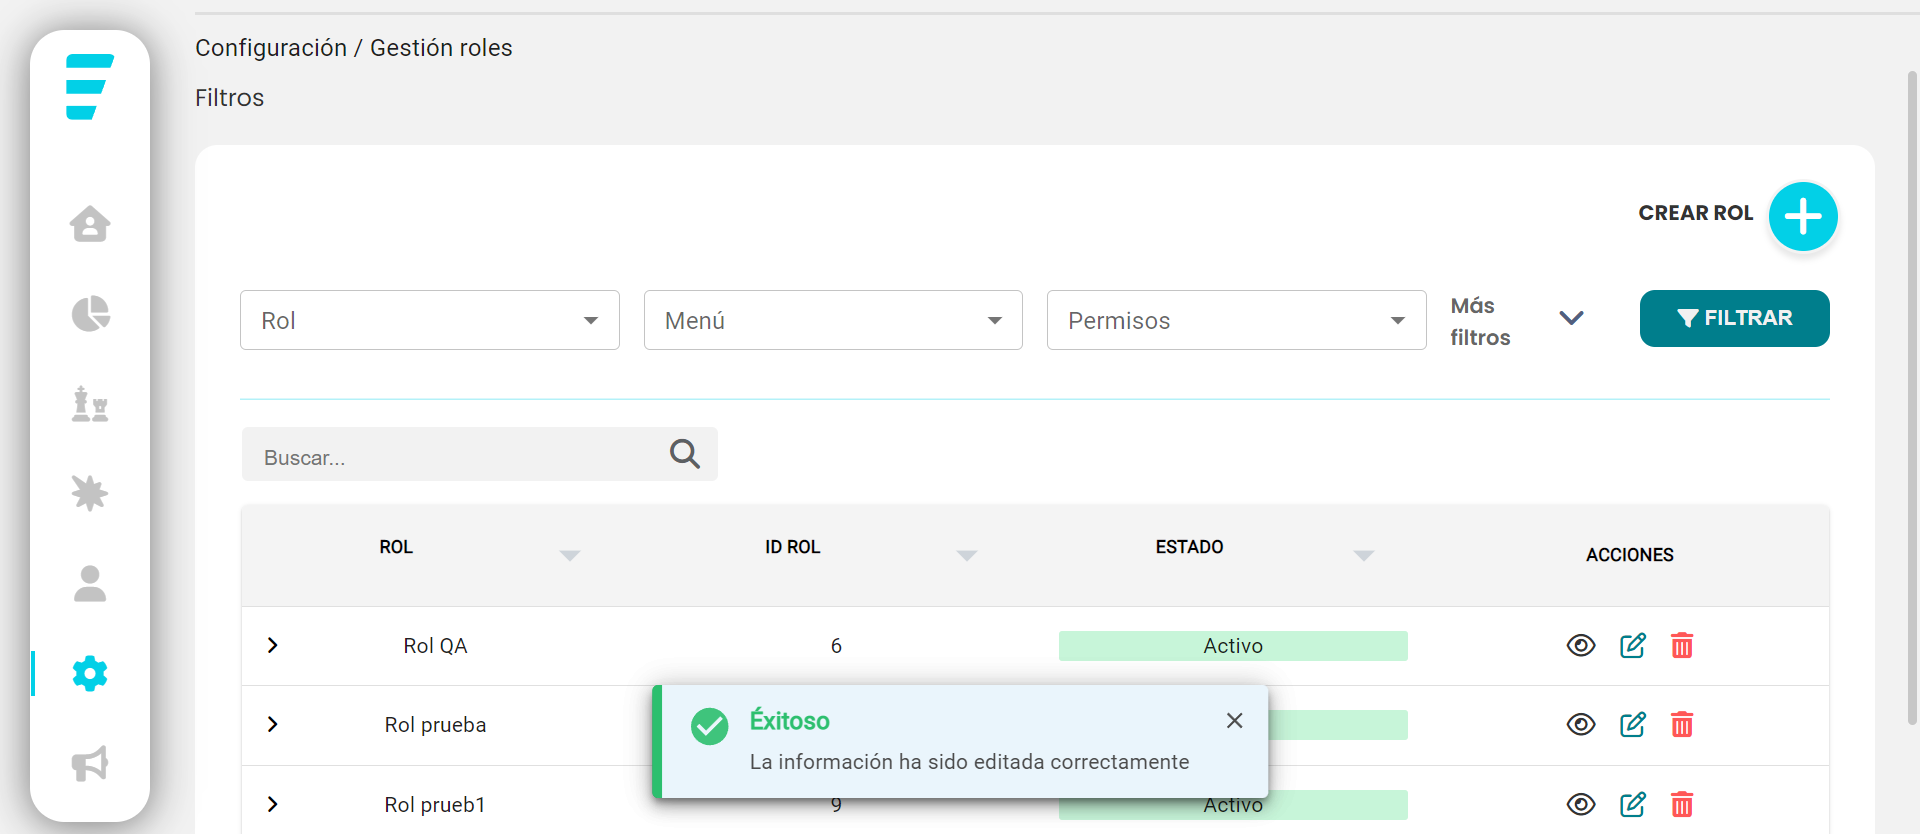 Configuración / Gestión roles
Filtros
CREAR ROL
Rol
Menú
Permisos
Más
filtros
FILTRAR
Buscar...
ROL
ID ROL
ESTADO
ACCIONES
Rol QA
6
Activo
Rol prueba
Éxitoso
La información ha sido editada correctamente
Rol prueb1
9
Activo